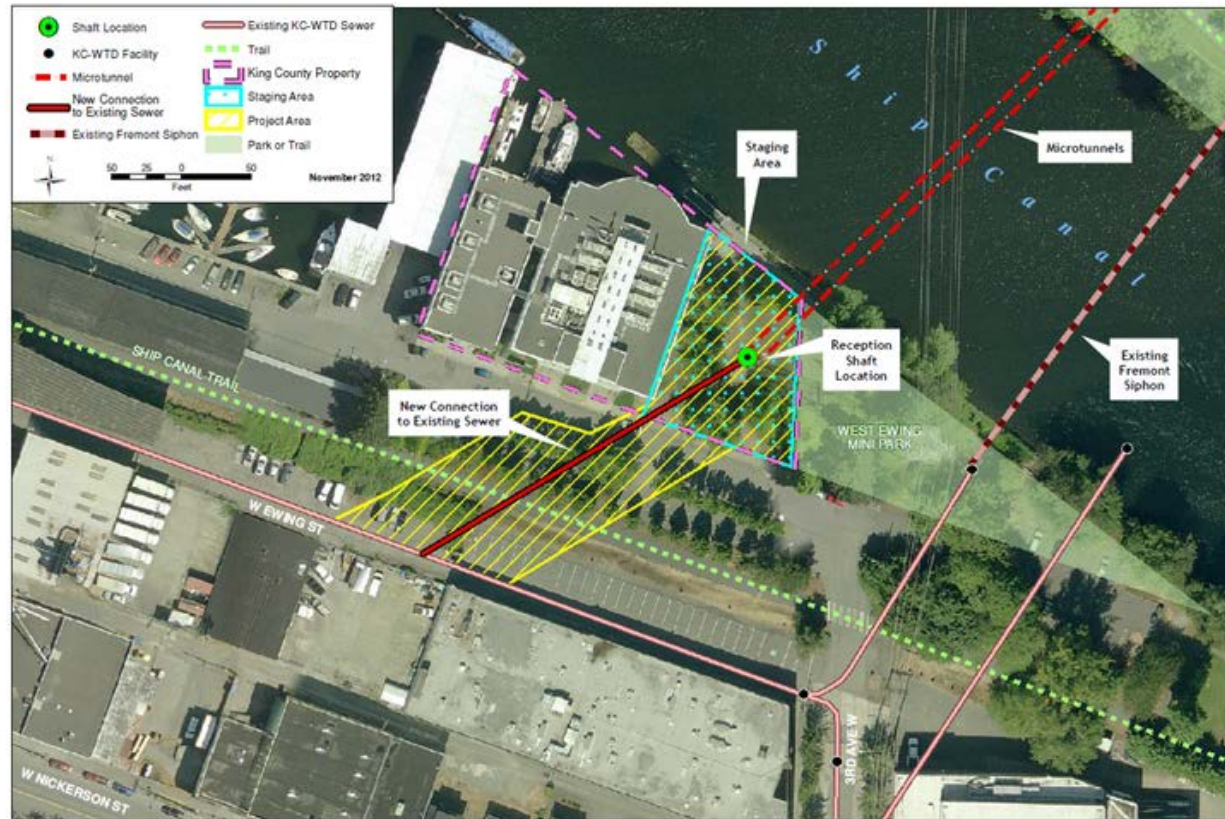 Shaft Location
KC-WTD Facility
Microtunnel
New Connection
to Existing Sewer
Existing Fremont Siphon
Existing KC-WTD Sewer
Trail
King County Property
Staging Area
Project Area
Park or Trail
N
50 25 0 50
Feet
November 2012
Ship Canal
Staging
Area
Microtunnels
Reception
Shaft
Location
Existing
Fremont
Siphon
SHIP CANAL TRAIL
New Connection
to Existing Sewer
WEST EWING
MINI PARK
W EWING ST
3RD AVE W
W NICKERSON ST